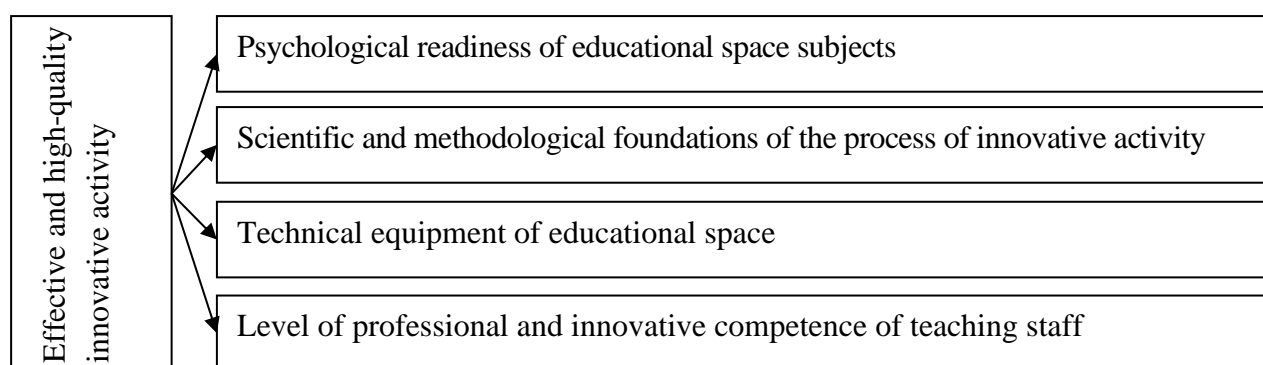 Effective and high-quality
innovative activity
Psychological readiness of educational space subjects
Scientific and methodological foundations of the process of innovative activity
Technical equipment of educational space
Level of professional and innovative competence of teaching staff